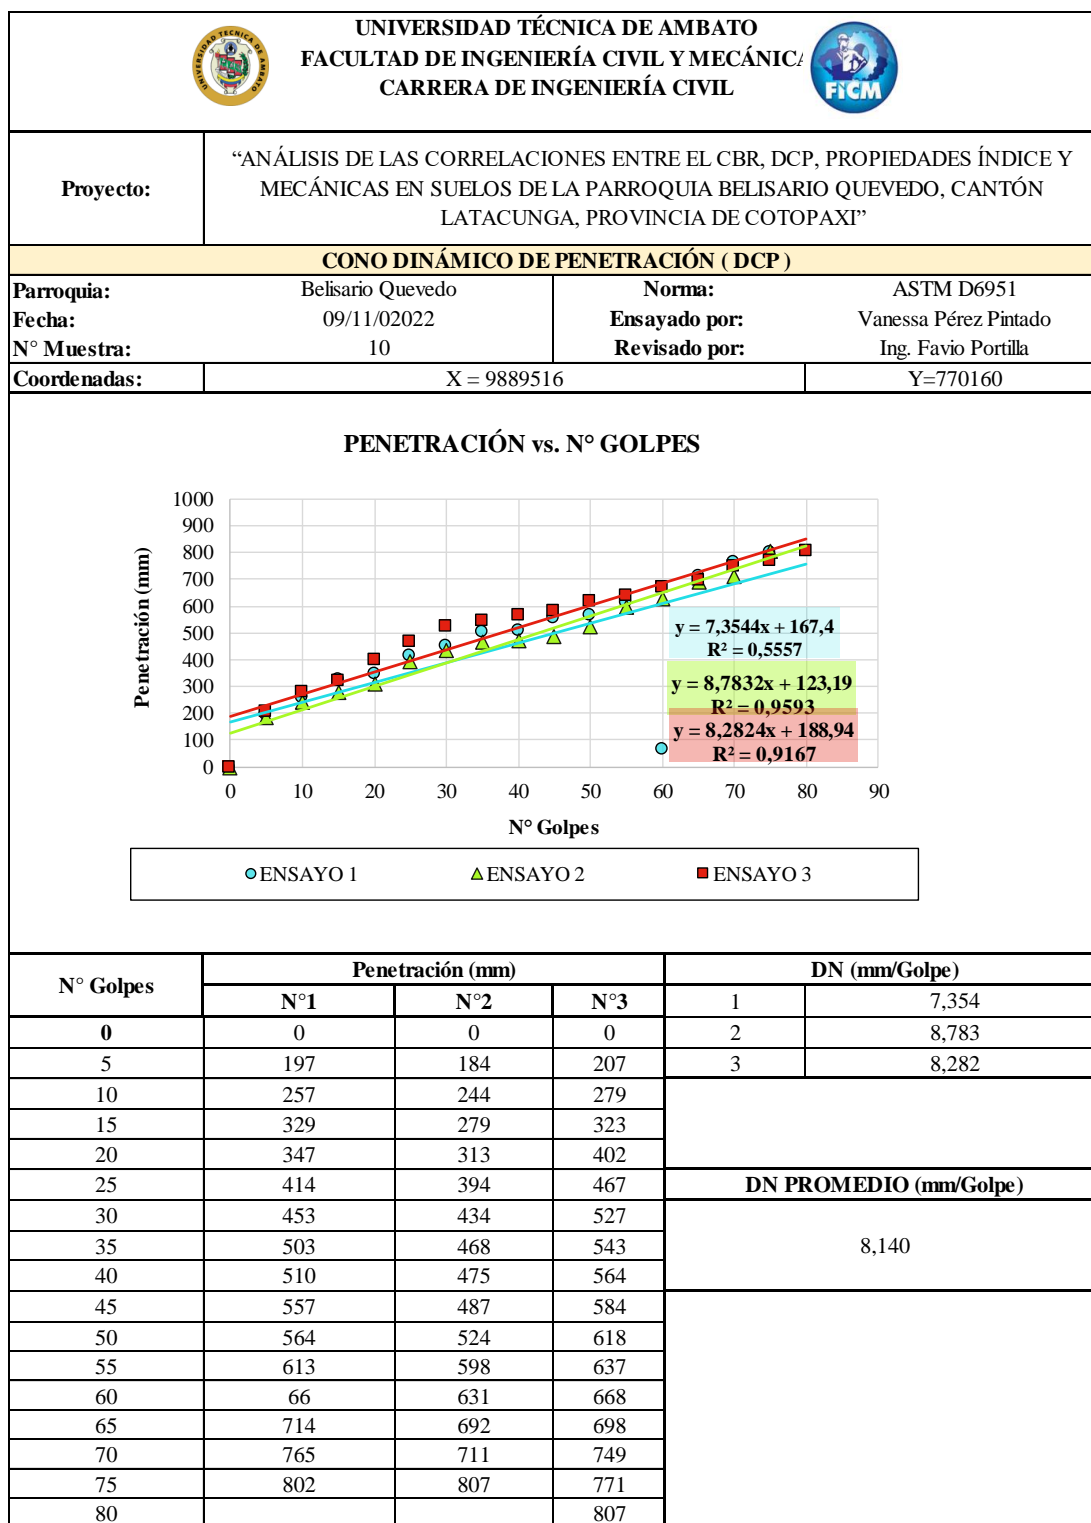 UNIVERSIDAD TÉCNICA DE AMBATO
FACULTAD DE INGENIERÍA CIVIL Y MECÁNICA
CARRERA DE INGENIERÍA CIVIL
UNIVERSIDAD TECNICA DE AMBATO
FICM
Proyecto:
“ANÁLISIS DE LAS CORRELACIONES ENTRE EL CBR, DCP, PROPIEDADES ÍNDICE Y
MECÁNICAS EN SUELOS DE LA PARROQUIA BELISARIO QUEVEDO, CANTÓN
LATACUNGA, PROVINCIA DE COTOPAXI”
CONO DINÁMICO DE PENETRACIÓN ( DCP )
Parroquia: Belisario Quevedo Norma: ASTM D6951
Fecha: 09/11/02022 Ensayado por: Vanessa Pérez Pintado
N° Muestra: 10 Revisado por: Ing. Favio Portilla
Coordenadas: X = 9889516 Y=770160
PENETRACIÓN vs. N° GOLPES
Penetración (mm)
1000
900
800
700
600
500
400
300
200
100
0
y = 7,3544x + 167,4
R² = 0,5557
y = 8,7832x + 123,19
R² = 0,9593
y = 8,2824x + 188,94
R² = 0,9167
0 10 20 30 40 50 60 70 80 90
N° Golpes
ENSAYO 1 ENSAYO 2 ENSAYO 3
N° Golpes Penetración (mm) DN (mm/Golpe)
N°1 N°2 N°3 1 7,354
0 0 0 0 2 8,783
5 197 184 207 3 8,282
10 257 244 279
15 329 279 323
20 347 313 402
25 414 394 467 DN PROMEDIO (mm/Golpe)
30 453 434 527
35 503 468 543 8,140
40 510 475 564
45 557 487 584
50 564 524 618
55 613 598 637
60 66 631 668
65 714 692 698
70 765 711 749
75 802 807 771
80 807